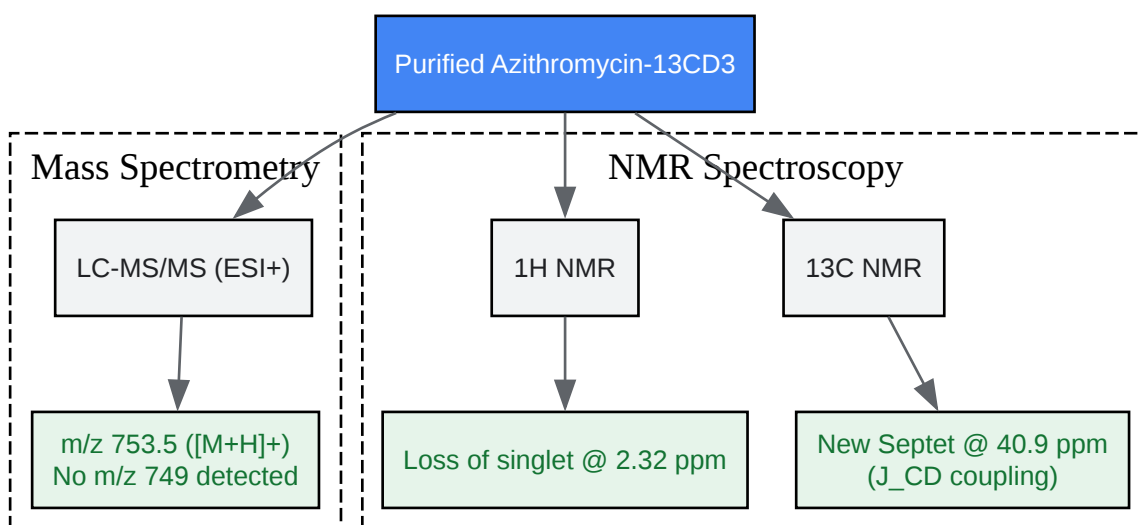 Purified Azithromycin-13CD3
Mass Spectrometry
NMR Spectroscopy
LC-MS/MS (ESI+)
1H NMR
13C NMR
m/z 753.5 ([M+H]+)
No m/z 749 detected
Loss of singlet @ 2.32 ppm
New Septet @ 40.9 ppm
(J_CD coupling)